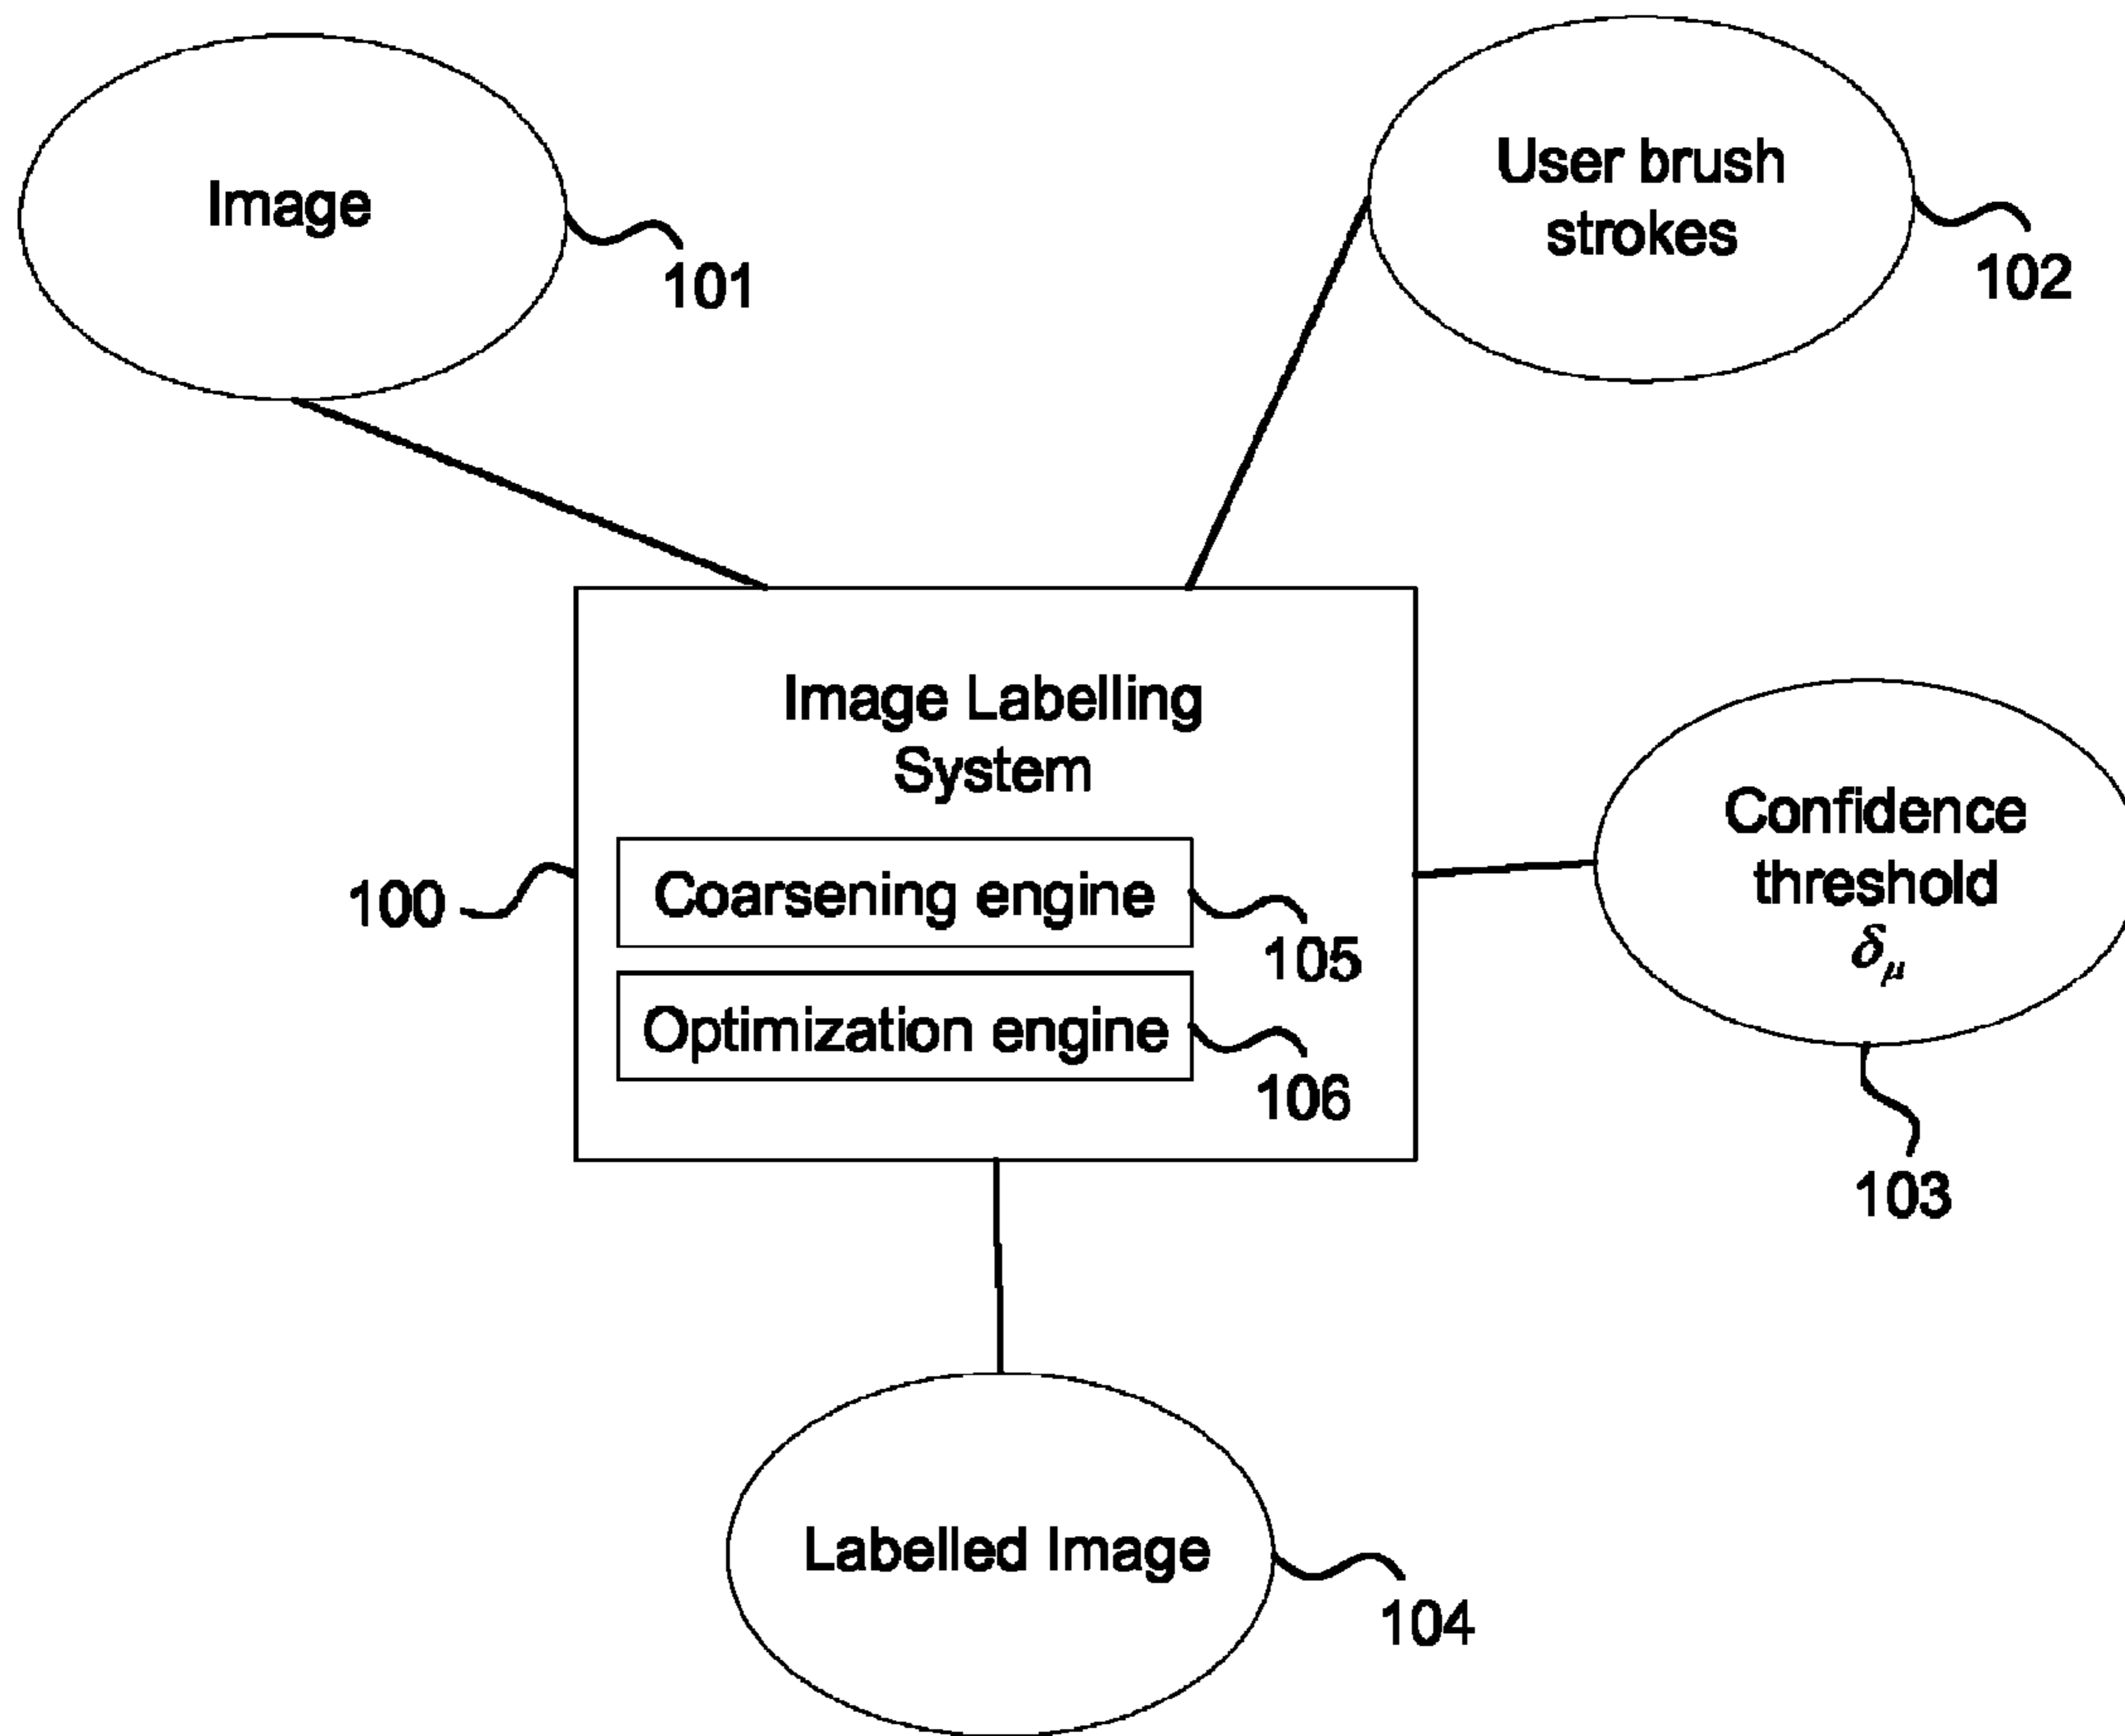 Image
101
User brush
strokes
102
Image Labelling
System
100
Coarsening engine
105
Optimization engine
106
Confidence
threshold
δμ
103
Labelled Image
104